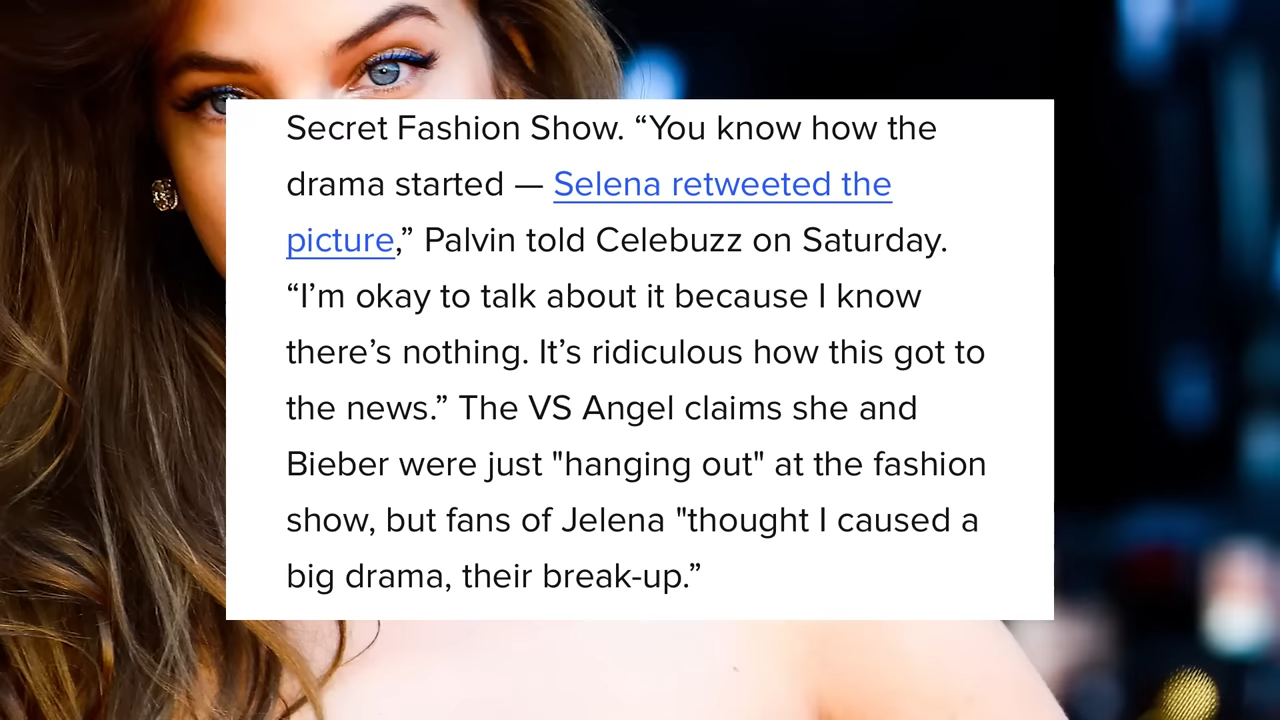 Secret Fashion Show. “You know how the
drama started — Selena retweeted the
picture,” Palvin told Celebuzz on Saturday.
“I’m okay to talk about it because I know
there’s nothing. It’s ridiculous how this got to
the news.” The VS Angel claims she and
Bieber were just "hanging out" at the fashion
show, but fans of Jelena "thought I caused a
big drama, their break-up.”